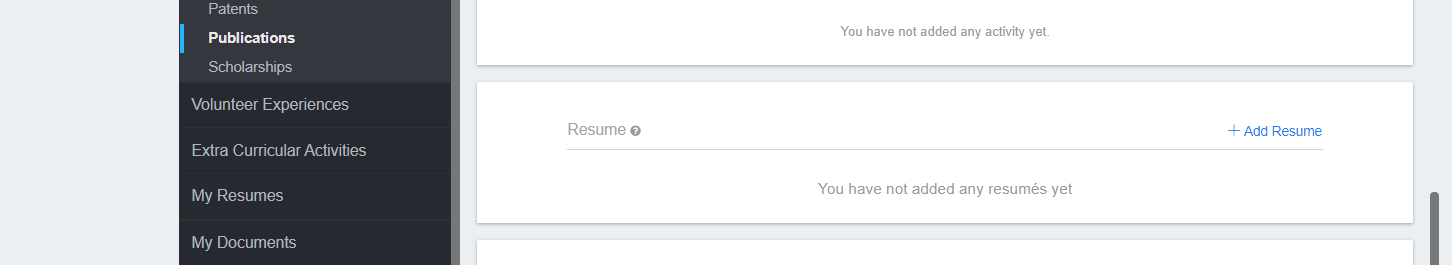 Patents
Publications
Scholarships
Volunteer Experiences
Extra Curricular Activities
My Resumes
My Documents
You have not added any activity yet.
Resume ?
+ Add Resume
You have not added any resumés yet